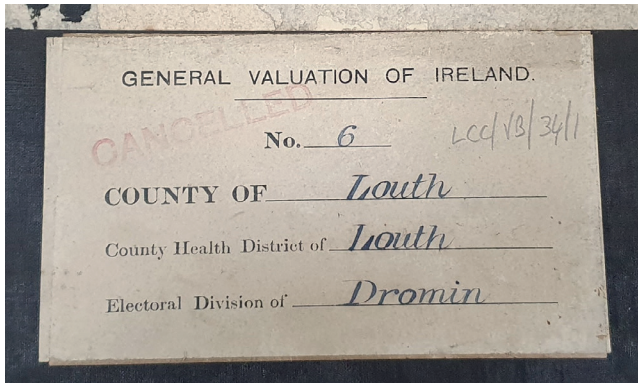 GENERAL VALUATION OF IRELAND.
CANCELLED
No. 6
LCC/VB/34/1
COUNTY OF Louth
County Health District of Louth
Electoral Division of Dromin